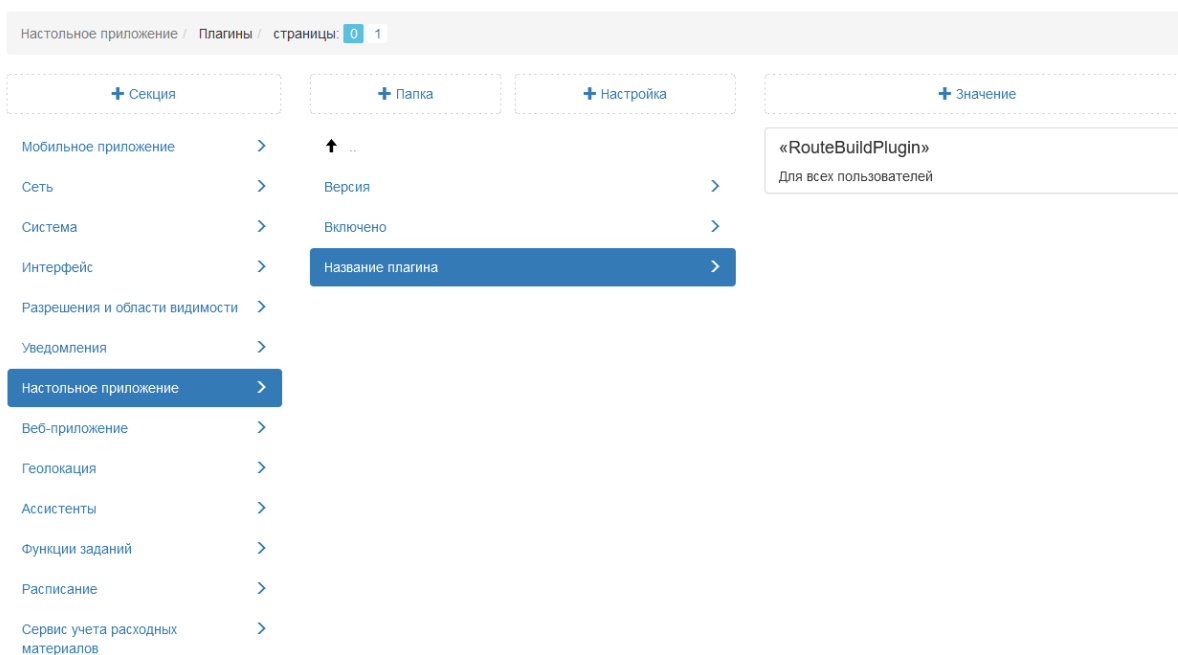 Настольное приложение / Плагины / страницы: 0 1
+ Секция
+ Папка
+ Настройка
+ Значение
Мобильное приложение
Сеть
Система
Интерфейс
Разрешения и области видимости
Уведомления
Настольное приложение
Веб-приложение
Геолокация
Ассистенты
Функции заданий
Расписание
Сервис учета расходных
материалов
..
Версия
Включено
Название плагина
«RouteBuildPlugin»
Для всех пользователей